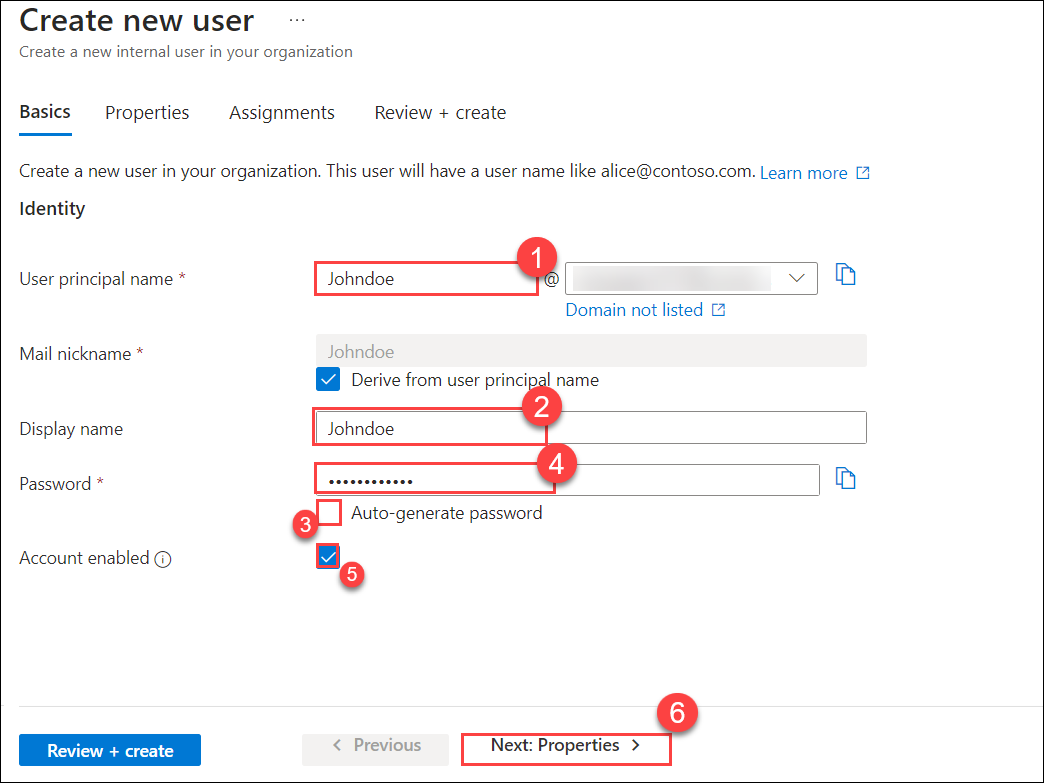 Create new user ...
Create a new internal user in your organization
Basics Properties Assignments Review + create
Create a new user in your organization. This user will have a user name like alice@contoso.com. Learn more
Identity
1
User principal name * Johndoe @
Domain not listed
Mail nickname * Johndoe
Derive from user principal name
2
Display name Johndoe
4
Password * ••••••••••••
3 Auto-generate password
Account enabled
5
6
Review + create Previous Next: Properties